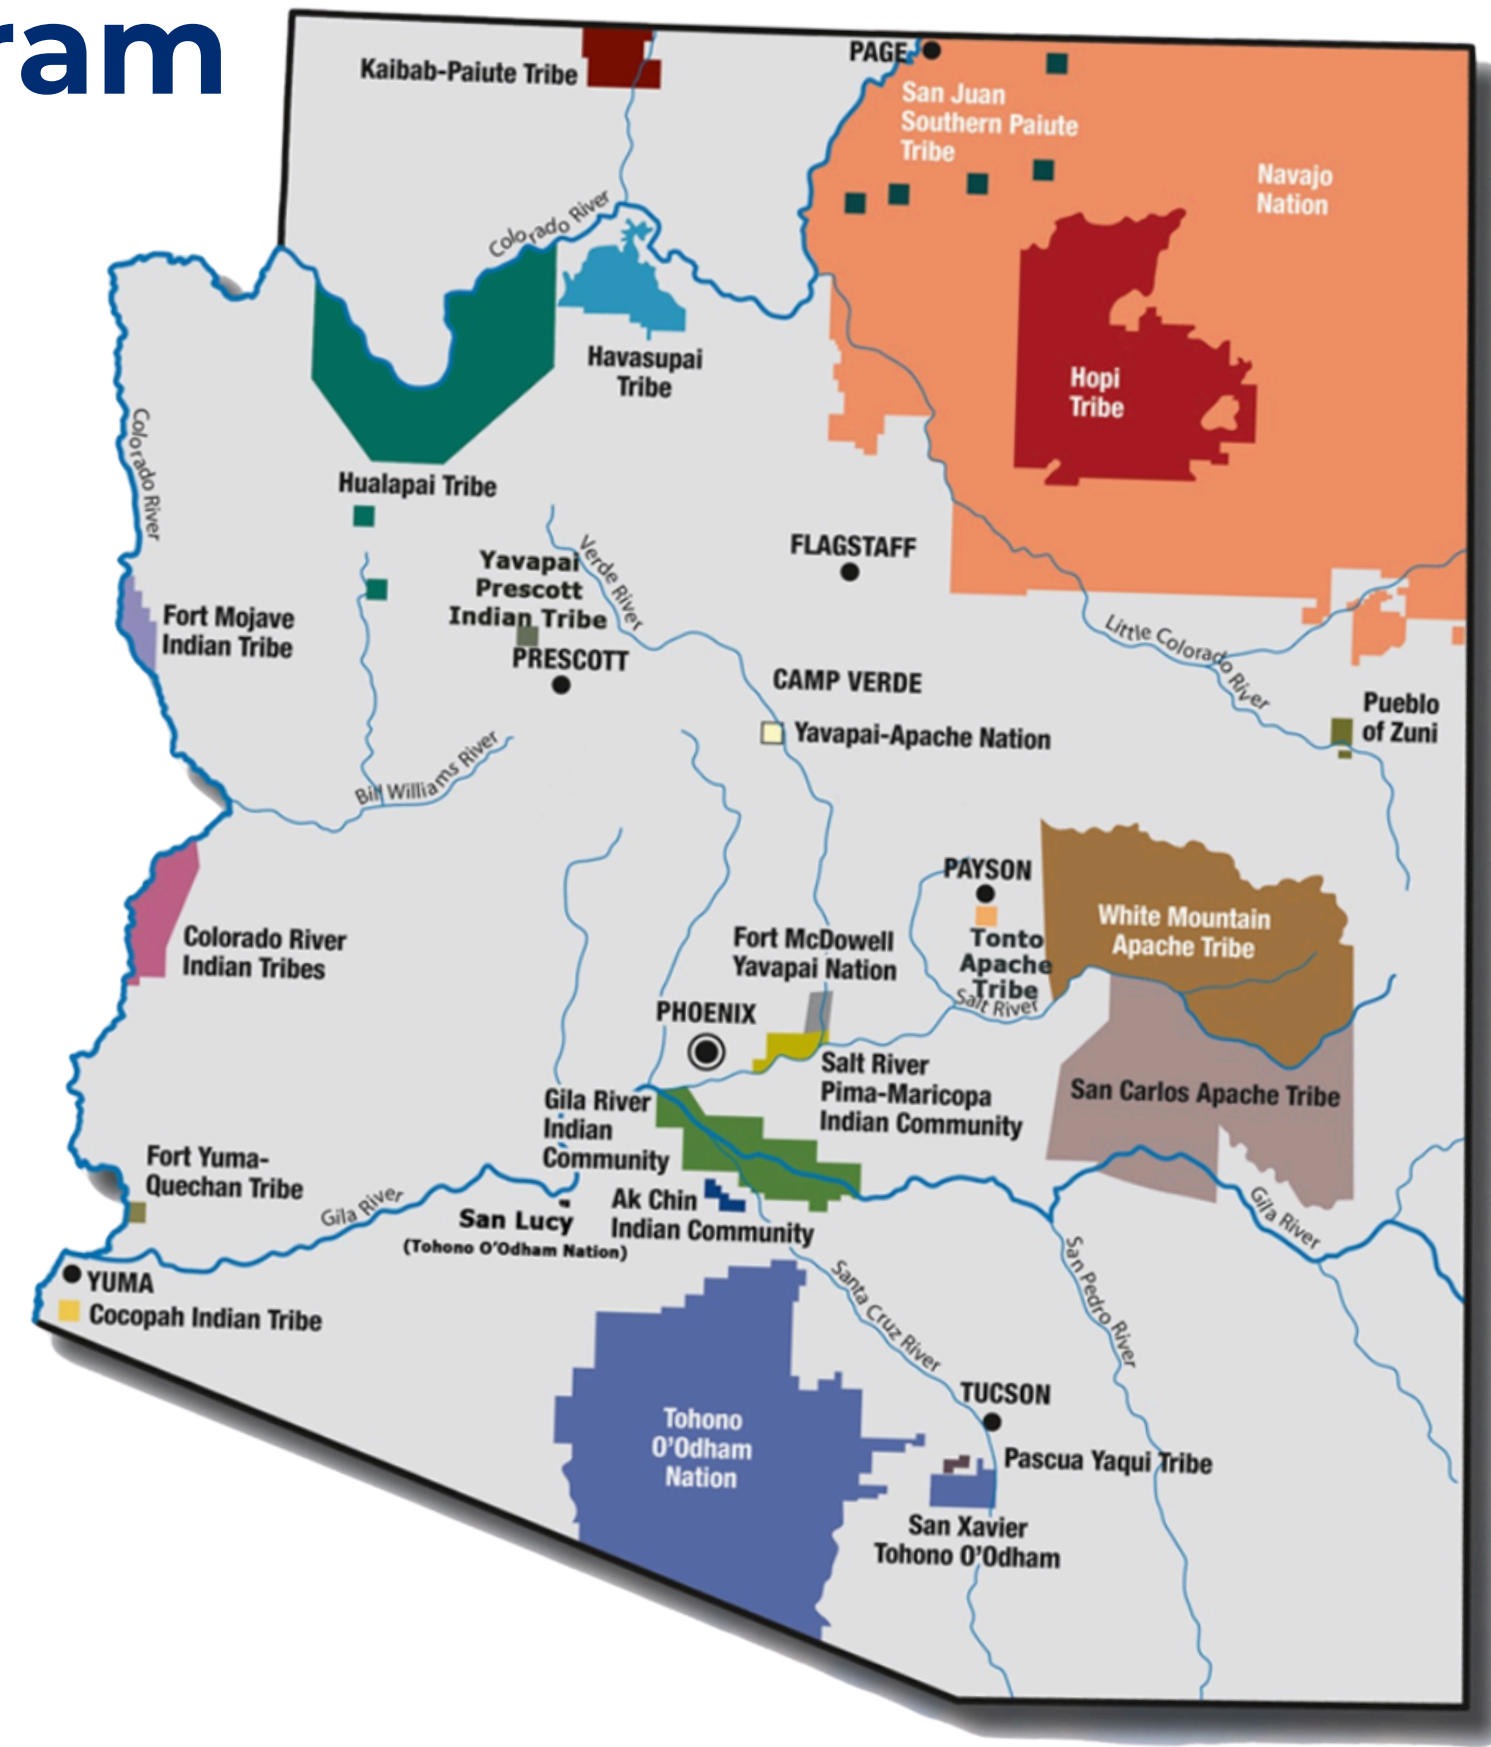 ram
PAGE
Kaibab-Paiute Tribe
San Juan
Southern Paiute
Tribe
Navajo
Nation
Colorado River
Havasupai
Tribe
Hopi
Tribe
Colorado River
Hualapai Tribe
FLAGSTAFF
Verde River
Yavapai
Prescott
Indian Tribe
PRESCOTT
Fort Mojave
Indian Tribe
Little Colorado River
CAMP VERDE
Yavapai-Apache Nation
Pueblo
of Zuni
Bill Williams River
PAYSON
Tonto
Apache
Tribe
White Mountain
Apache Tribe
Colorado River
Indian Tribes
Fort McDowell
Yavapai Nation
Salt River
PHOENIX
Salt River
Pima-Maricopa
Indian Community
San Carlos Apache Tribe
Gila River
Indian
Community
Fort Yuma-
Quechan Tribe
Gila River
San Lucy
(Tohono O'Odham Nation)
Ak Chin
Indian Community
Gila River
YUMA
Cocopah Indian Tribe
Santa Cruz River
San Pedro River
TUCSON
Tohono
O'Odham
Nation
Pascua Yaqui Tribe
San Xavier
Tohono O'Odham